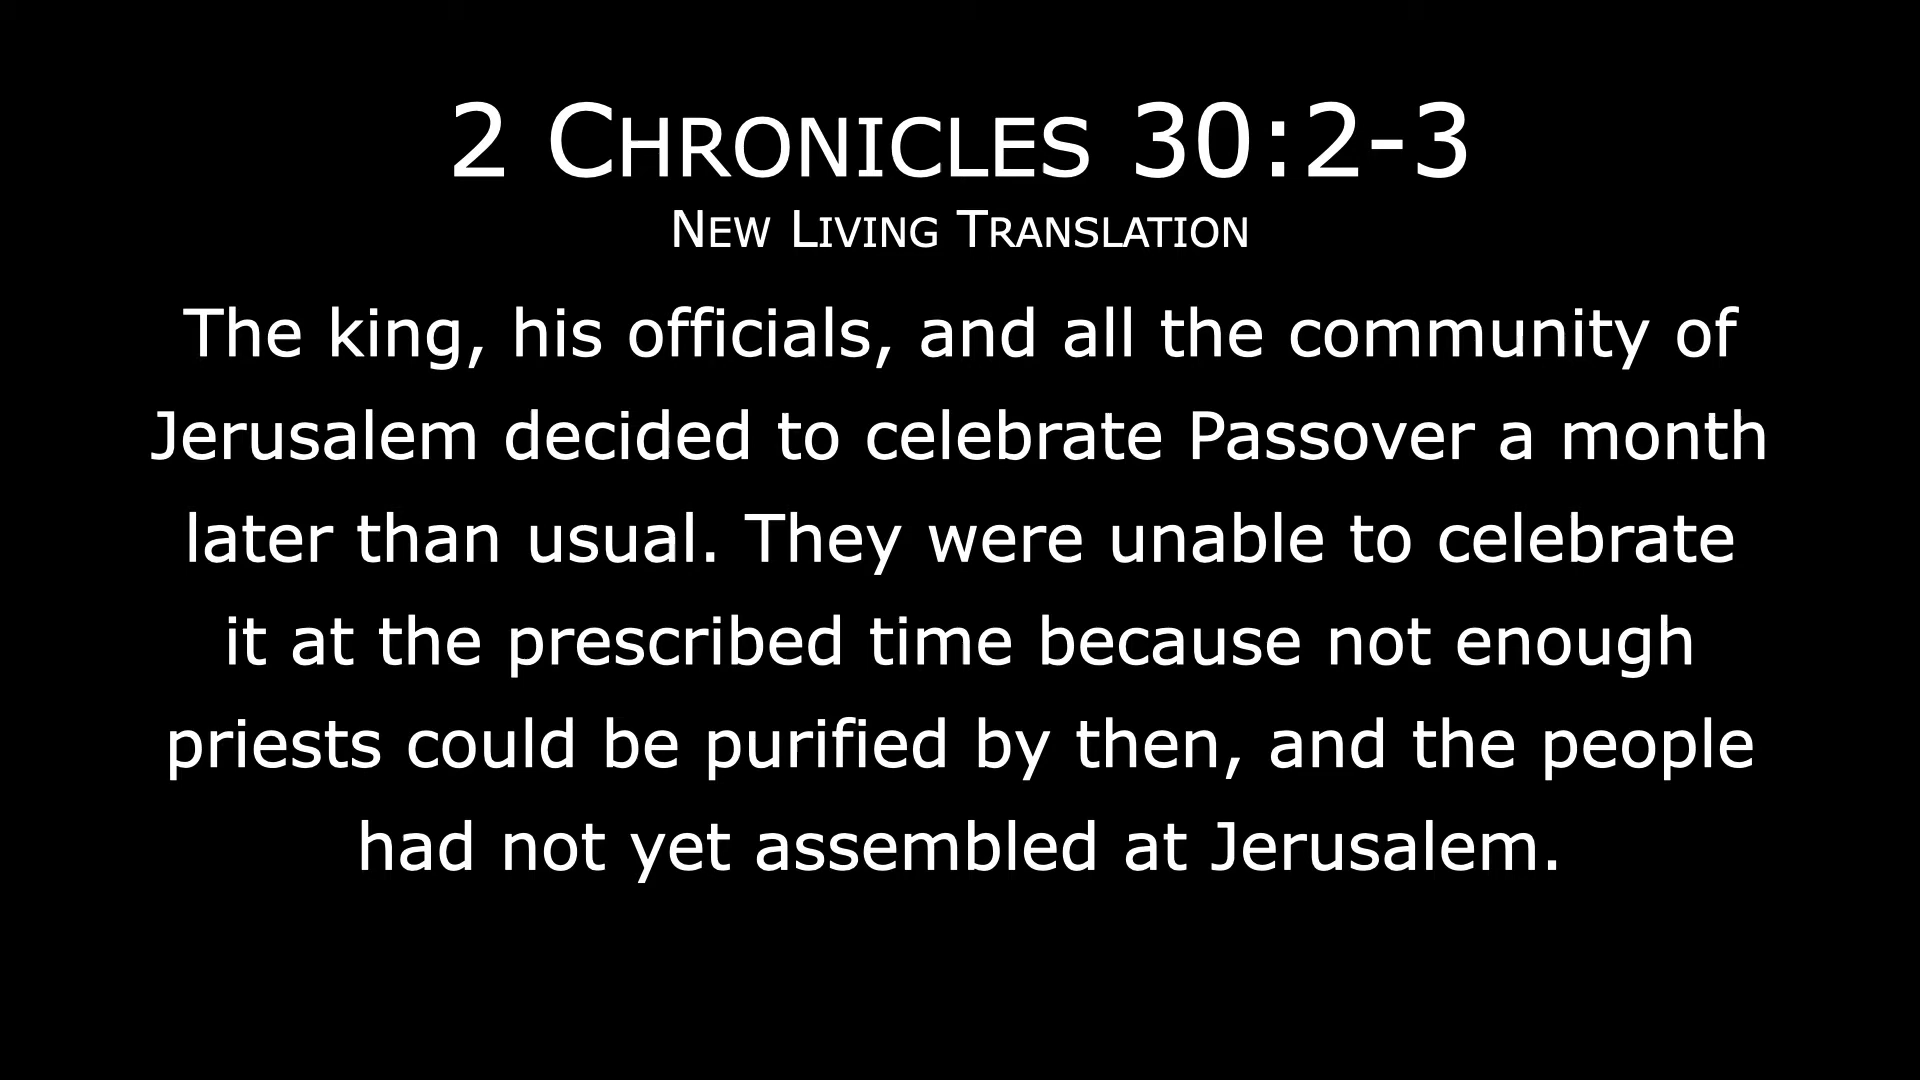 2 Chronicles 30:2-3
New Living Translation
The king, his officials, and all the community of
Jerusalem decided to celebrate Passover a month
later than usual. They were unable to celebrate
it at the prescribed time because not enough
priests could be purified by then, and the people
had not yet assembled at Jerusalem.